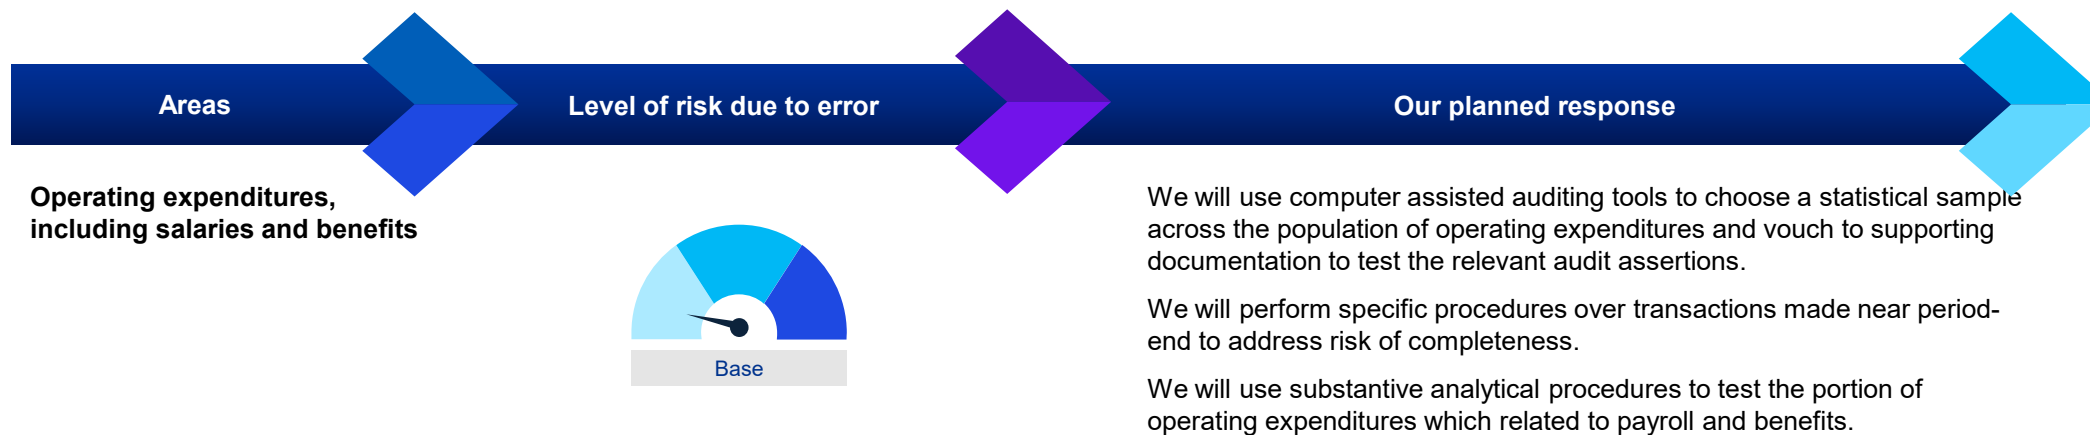 Areas
Level of risk due to error
Our planned response
Operating expenditures,
including salaries and benefits
Base
We will use computer assisted auditing tools to choose a statistical sample
across the population of operating expenditures and vouch to supporting
documentation to test the relevant audit assertions.
We will perform specific procedures over transactions made near period-
end to address risk of completeness.
We will use substantive analytical procedures to test the portion of
operating expenditures which related to payroll and benefits.